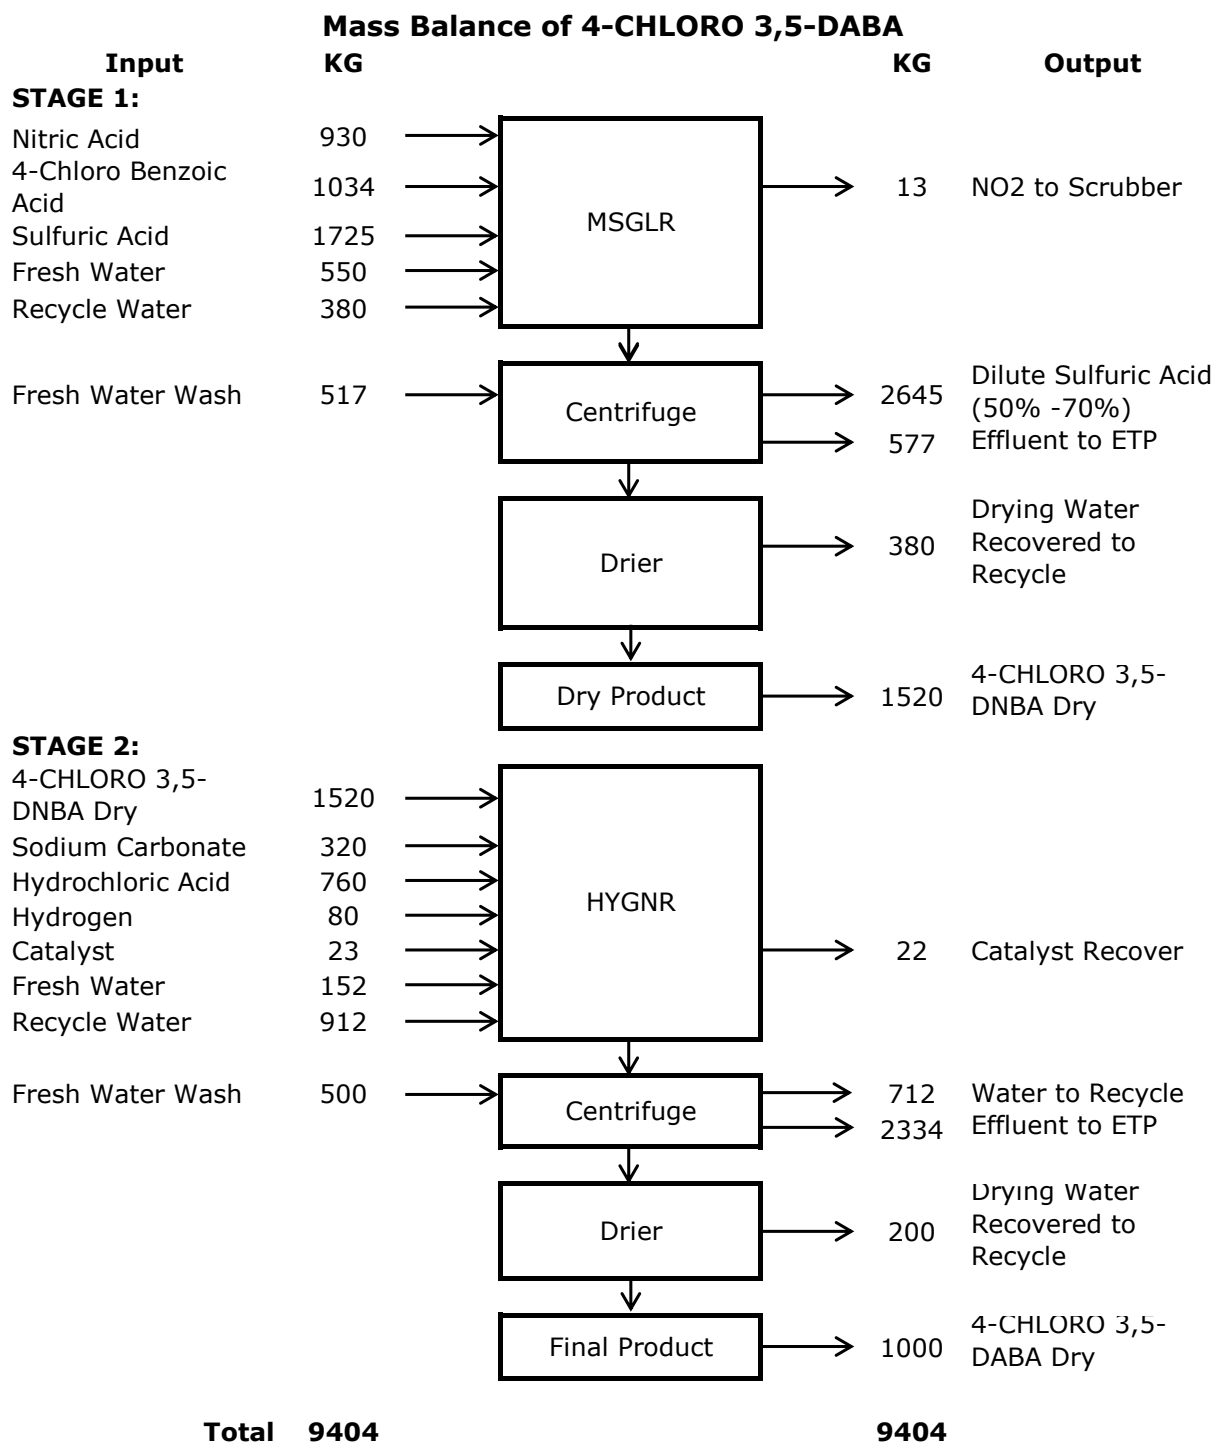 Mass Balance of 4-CHLORO 3,5-DABA
Input KG KG Output
STAGE 1:
Nitric Acid 930
4-Chloro Benzoic
Acid 1034 13 NO2 to Scrubber
MSGLR
Sulfuric Acid 1725
Fresh Water 550
Recycle Water 380
Fresh Water Wash 517 Centrifuge 2645 Dilute Sulfuric Acid
(50% -70%)
577 Effluent to ETP
Drier 380 Drying Water
Recovered to
Recycle
Dry Product 1520 4-CHLORO 3,5-
DNBA Dry
STAGE 2:
4-CHLORO 3,5-
DNBA Dry 1520
Sodium Carbonate 320
Hydrochloric Acid 760
HYGNR
Hydrogen 80
Catalyst 23 22 Catalyst Recover
Fresh Water 152
Recycle Water 912
Fresh Water Wash 500 Centrifuge 712 Water to Recycle
2334 Effluent to ETP
Drier 200 Drying Water
Recovered to
Recycle
Final Product 1000 4-CHLORO 3,5-
DABA Dry
Total 9404 9404